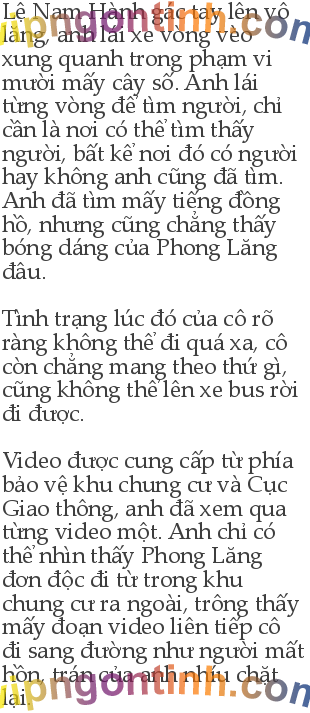 Lệ Nam Hành gác tay lên vô
lăng, anh lái xe vòng vèo
xung quanh trong phạm vi
mười mấy cây số. Anh lái
từng vòng để tìm người, chỉ
cần là nơi có thể tìm thấy
người, bất kể nơi đó có người
hay không anh cũng đã tìm.
Anh đã tìm mấy tiếng đồng
hồ, nhưng cũng chẳng thấy
bóng dáng của Phong Lăng
đâu.
Tình trạng lúc đó của cô rõ
ràng không thể đi quá xa, cô
còn chẳng mang theo thứ gì,
cũng không thể lên xe bus rời
đi được.
Video được cung cấp từ phía
bảo vệ khu chung cư và Cục
Giao thông, anh đã xem qua
từng video một. Anh chỉ có
thể nhìn thấy Phong Lăng
đơn độc đi từ trong khu
chung cư ra ngoài, trông thấy
mấy đoạn video liên tiếp cô
đi sang đường như người mất
hồn, trán của anh nhíu chặt
lại.
vipngontinh.com
vipngontinh.com